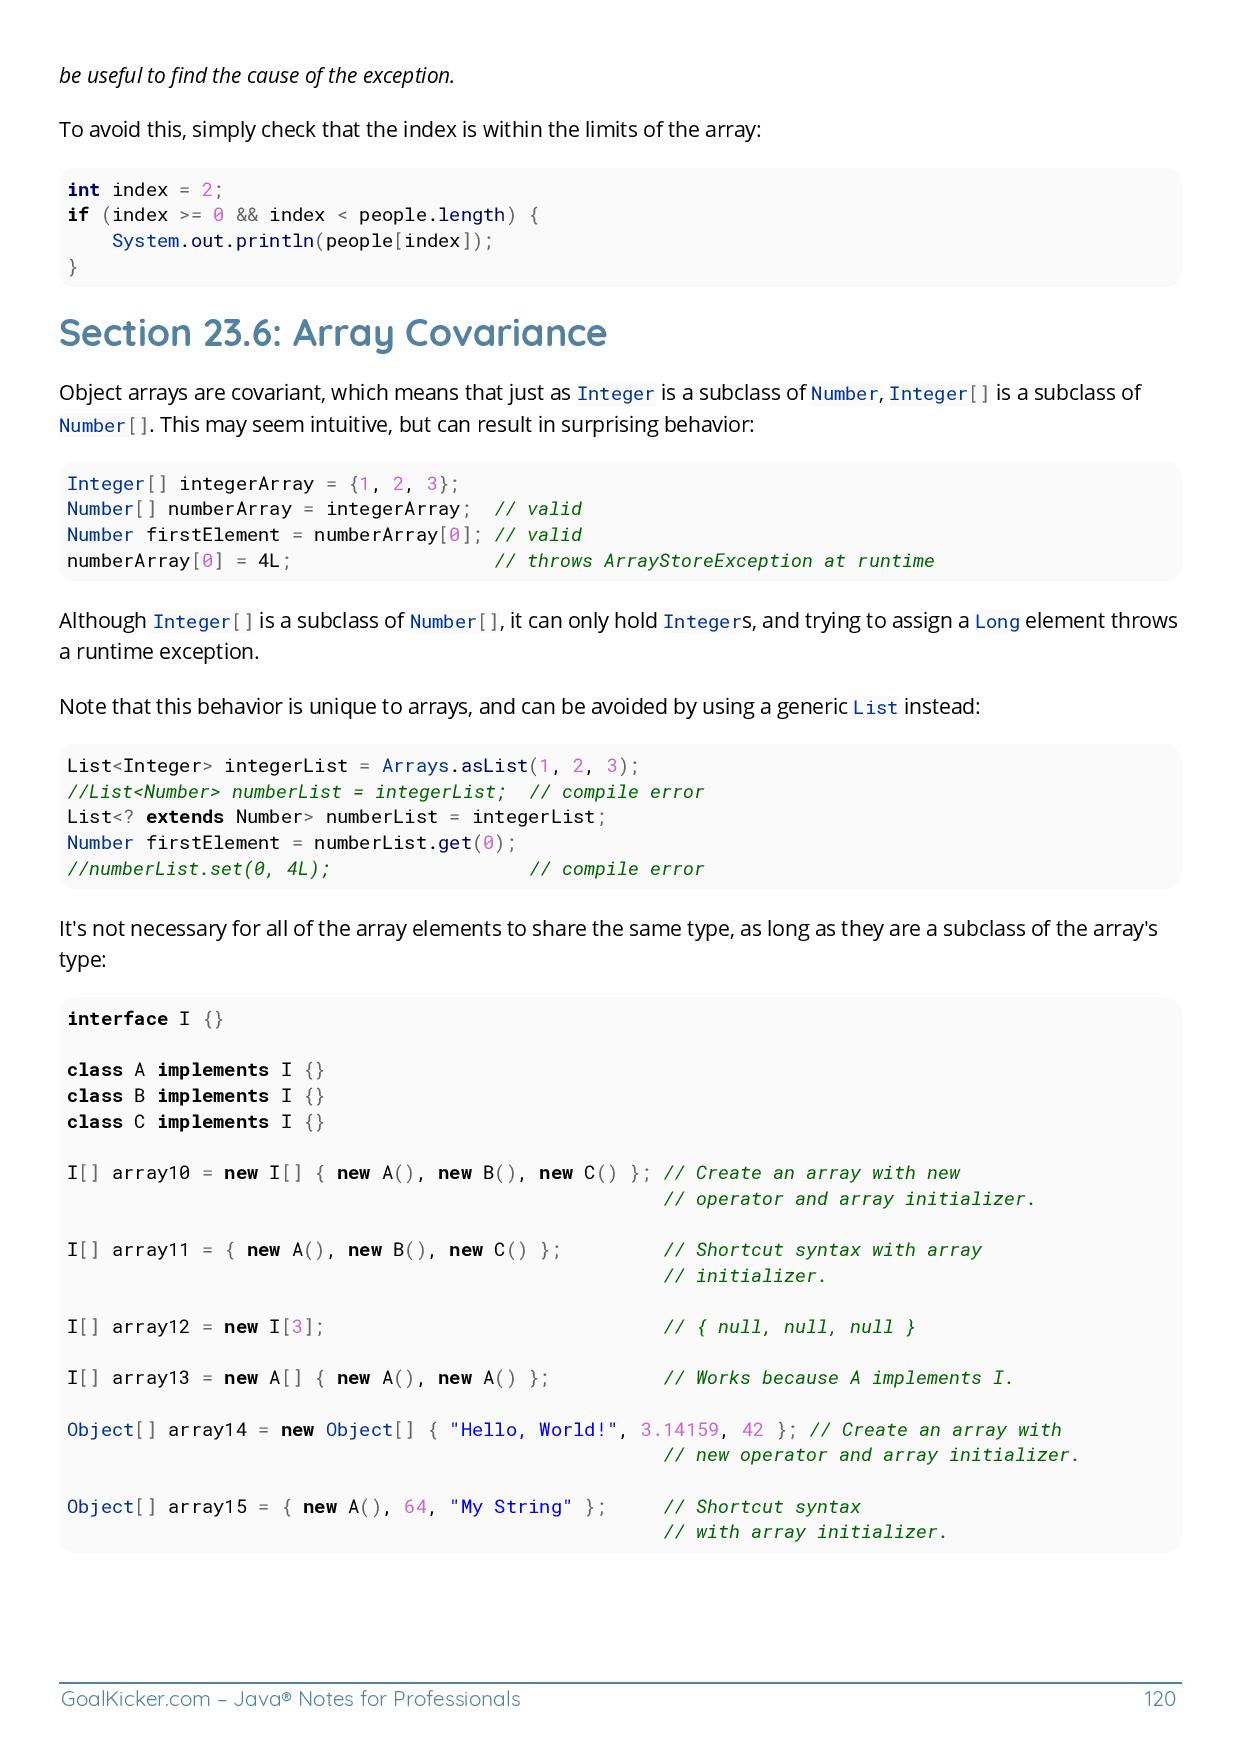 be useful to find the cause of the exception.
To avoid this, simply check that the index is within the limits of the array:
int index = 2;
if (index >= 0 && index < people.length) {
    System.out.println(people[index]);
}
Section 23.6: Array Covariance
Object arrays are covariant, which means that just as Integer is a subclass of Number, Integer[] is a subclass of
Number[]. This may seem intuitive, but can result in surprising behavior:
Integer[] integerArray = {1, 2, 3};
Number[] numberArray = integerArray;  // valid
Number firstElement = numberArray[0]; // valid
numberArray[0] = 4L;                  // throws ArrayStoreException at runtime
Although Integer[] is a subclass of Number[], it can only hold Integers, and trying to assign a Long element throws
a runtime exception.
Note that this behavior is unique to arrays, and can be avoided by using a generic List instead:
List<Integer> integerList = Arrays.asList(1, 2, 3);
//List<Number> numberList = integerList;  // compile error
List<? extends Number> numberList = integerList;
Number firstElement = numberList.get(0);
//numberList.set(0, 4L);                  // compile error
It's not necessary for all of the array elements to share the same type, as long as they are a subclass of the array's
type:
interface I {}
class A implements I {}
class B implements I {}
class C implements I {}
I[] array10 = new I[] { new A(), new B(), new C() }; // Create an array with new
                                                     // operator and array initializer.
I[] array11 = { new A(), new B(), new C() };         // Shortcut syntax with array
                                                     // initializer.
I[] array12 = new I[3];                              // { null, null, null }
I[] array13 = new A[] { new A(), new A() };          // Works because A implements I.
Object[] array14 = new Object[] { "Hello, World!", 3.14159, 42 }; // Create an array with
                                                     // new operator and array initializer.
Object[] array15 = { new A(), 64, "My String" };     // Shortcut syntax
                                                     // with array initializer.
GoalKicker.com – Java® Notes for Professionals 120